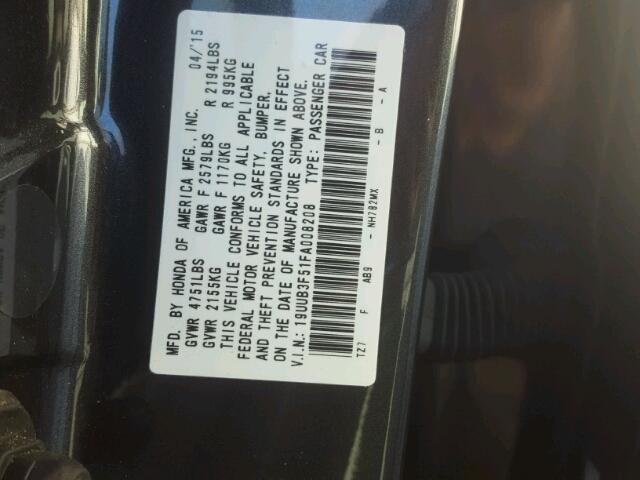 MFD. BY HONDA OF AMERICA MFG., INC. 04/'15
GVWR 4751LBS GAWR F 2579LBS R 2194LBS
GVWR 2155KG GAWR F 1170KG R 995KG
THIS VEHICLE CONFORMS TO ALL APPLICABLE
FEDERAL MOTOR VEHICLE SAFETY, BUMPER,
AND THEFT PREVENTION STANDARDS IN EFFECT
ON THE DATE OF MANUFACTURE SHOWN ABOVE.
V.I.N.: 19UUB3F51FA008208 TYPE: PASSENGER CAR
TZ7 F AB9 - NH782MX - B - A